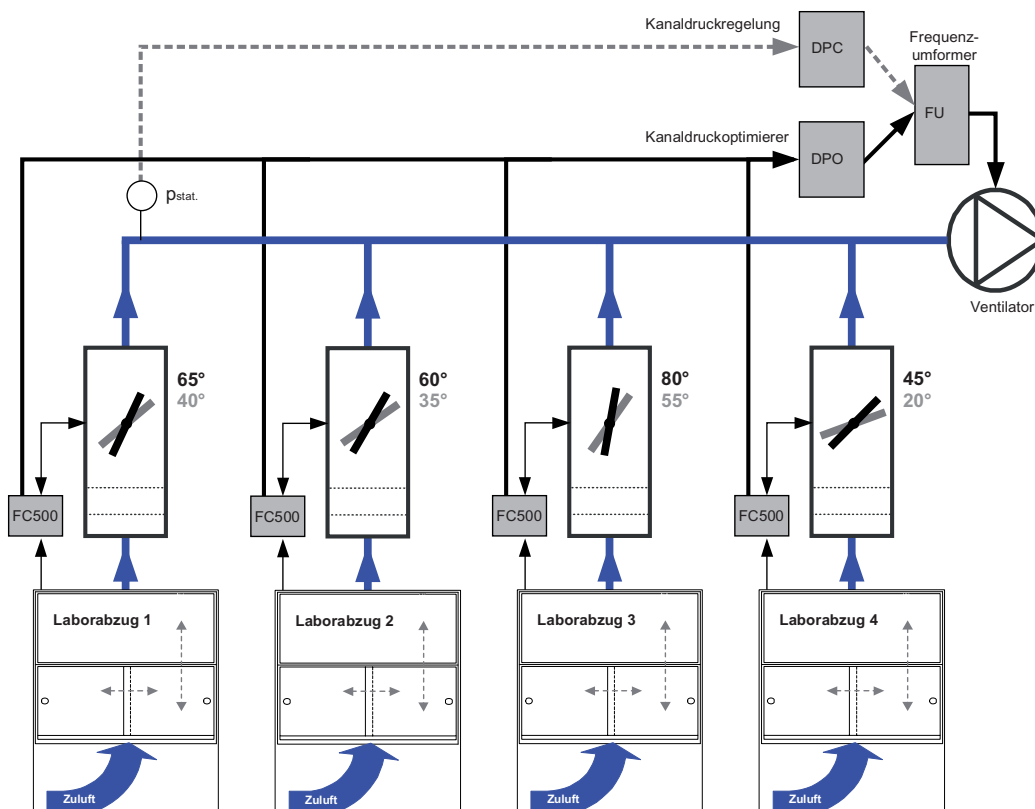 Kanaldruckregelung
DPC
Frequenz-
umformer
FU
Kanaldruckoptimierer
DPO
pstat.
Ventilator
65°
40°
60°
35°
80°
55°
45°
20°
FC500
FC500
FC500
FC500
Laborabzug 1
Laborabzug 2
Laborabzug 3
Laborabzug 4
Zuluft
Zuluft
Zuluft
Zuluft